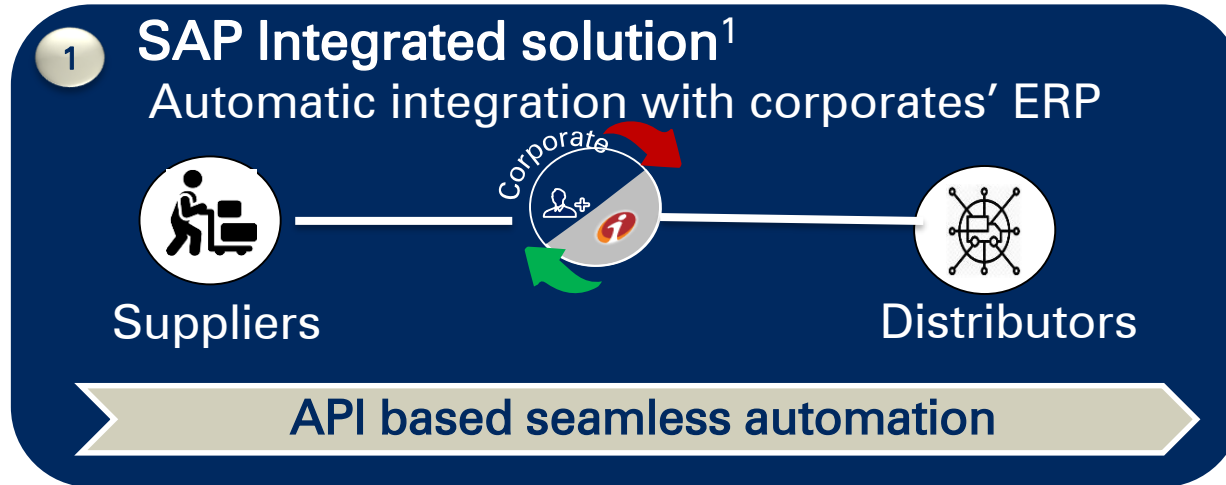 1
SAP Integrated solution¹
Automatic integration with corporates’ ERP
Corporate
i
Suppliers
Distributors
API based seamless automation